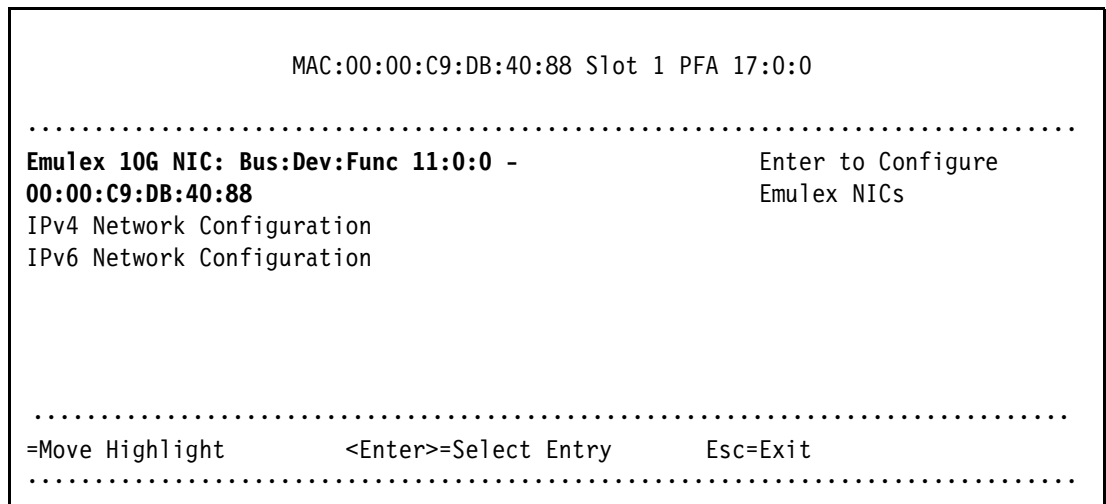 MAC:00:00:C9:DB:40:88 Slot 1 PFA 17:0:0
................................................................................
Emulex 10G NIC: Bus:Dev:Func 11:0:0 – Enter to Configure
00:00:C9:DB:40:88 Emulex NICs
IPv4 Network Configuration
IPv6 Network Configuration
...............................................................................
=Move Highlight <Enter>=Select Entry Esc=Exit
................................................................................